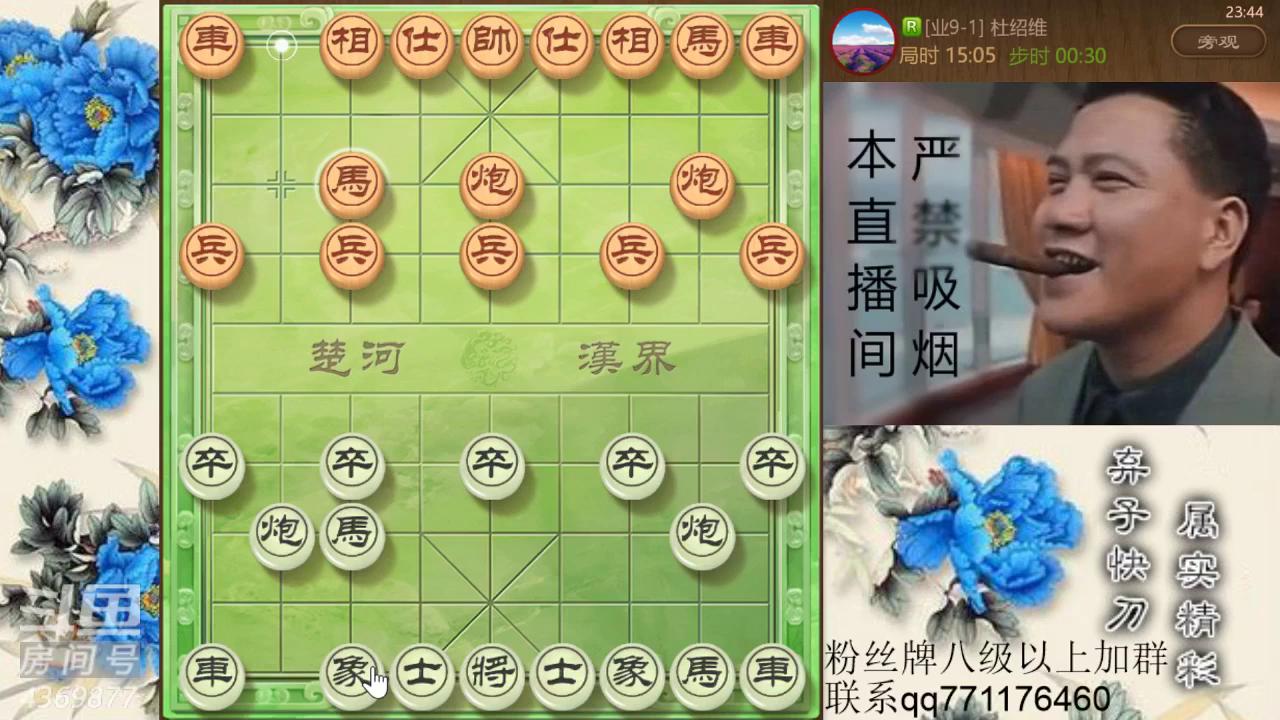 23:44
R [业9-1] 杜绍维
旁观
局时 15:05 步时 00:30
車 相 仕 帥 仕 相 馬 車
馬 炮 炮
兵 兵 兵 兵 兵
楚河 漢界
卒 卒 卒 卒 卒
炮 馬 炮
車 象 士 将 士 象 馬 車
严禁吸烟
本直播间
属实精彩
弃子快刀
粉丝牌八级以上加群
联系qq771176460
斗鱼
房间号
1369877